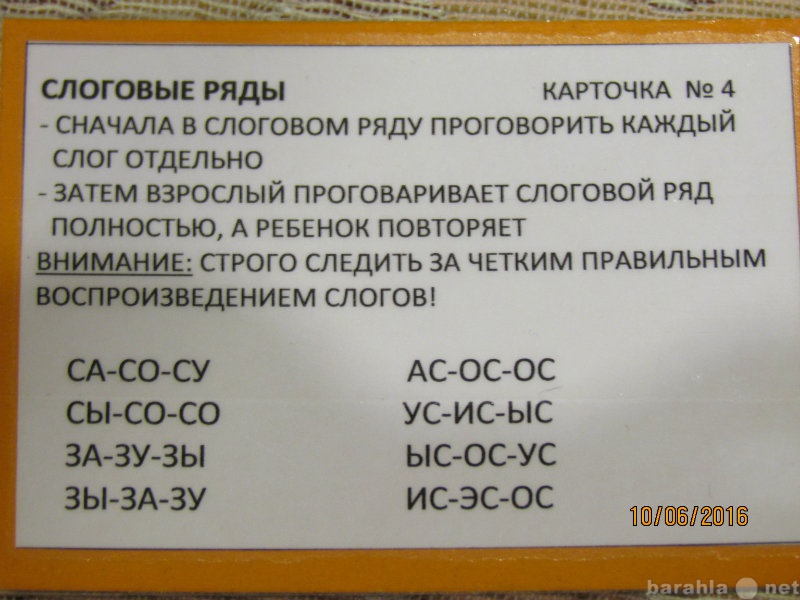 СЛОГОВЫЕ РЯДЫ КАРТОЧКА № 4
- СНАЧАЛА В СЛОГОВОМ РЯДУ ПРОГОВОРИТЬ КАЖДЫЙ
СЛОГ ОТДЕЛЬНО
- ЗАТЕМ ВЗРОСЛЫЙ ПРОГОВАРИВАЕТ СЛОГОВОЙ РЯД
ПОЛНОСТЬЮ, А РЕБЕНОК ПОВТОРЯЕТ
ВНИМАНИЕ: СТРОГО СЛЕДИТЬ ЗА ЧЕТКИМ ПРАВИЛЬНЫМ
ВОСПРОИЗВЕДЕНИЕМ СЛОГОВ!
СА-СО-СУ АС-ОС-ОС
СЫ-СО-СО УС-ИС-ЫС
ЗА-ЗУ-ЗЫ ЫС-ОС-УС
ЗЫ-ЗА-ЗУ ИС-ЭС-ОС
10/06/2016
barahla.net